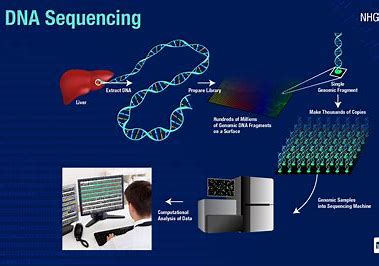 DNA Sequencing
NHG
Liver
Extract DNA
Prepare Library
Hundreds of Millions
of Genomic DNA Fragments
on a Surface
Single
Genomic Fragment
Make Thousands of Copies
Genomic Samples
into Sequencing Machine
Computational
Analysis of Data